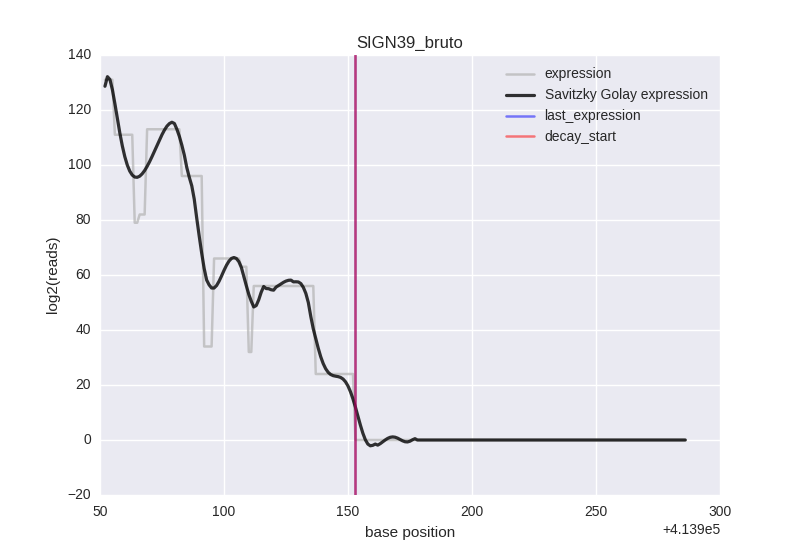 SIGN39_bruto
140
120
100
80
60
40
20
0
−20
log2(reads)
expression
Savitzky Golay expression
last_expression
decay_start
50
100
150
200
250
300
+4.139e5
base position